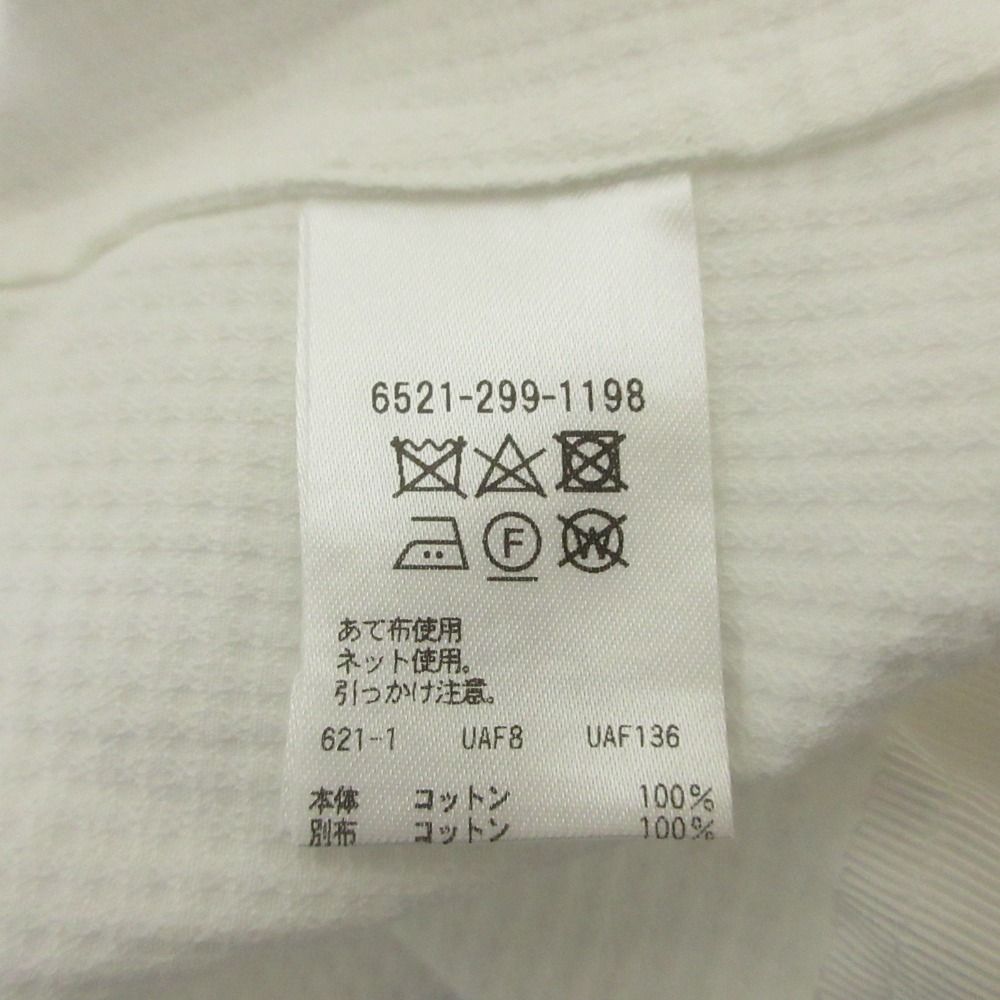 6521-299-1198
F W
あて布使用
ネット使用。
引っかけ注意。
621-1 UAF8 UAF136
本体 コットン 100%
別布 コットン 100%